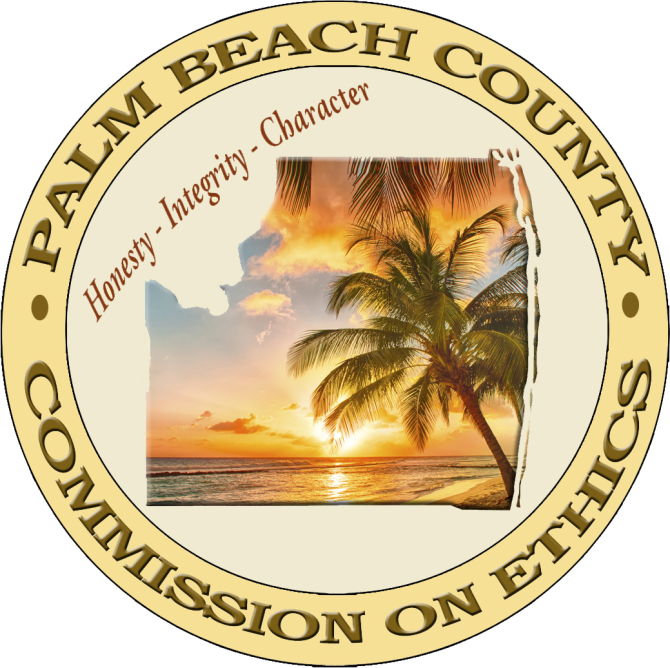 PALM BEACH COUNTY
Honesty - Integrity - Character
COMMISSION ON ETHICS